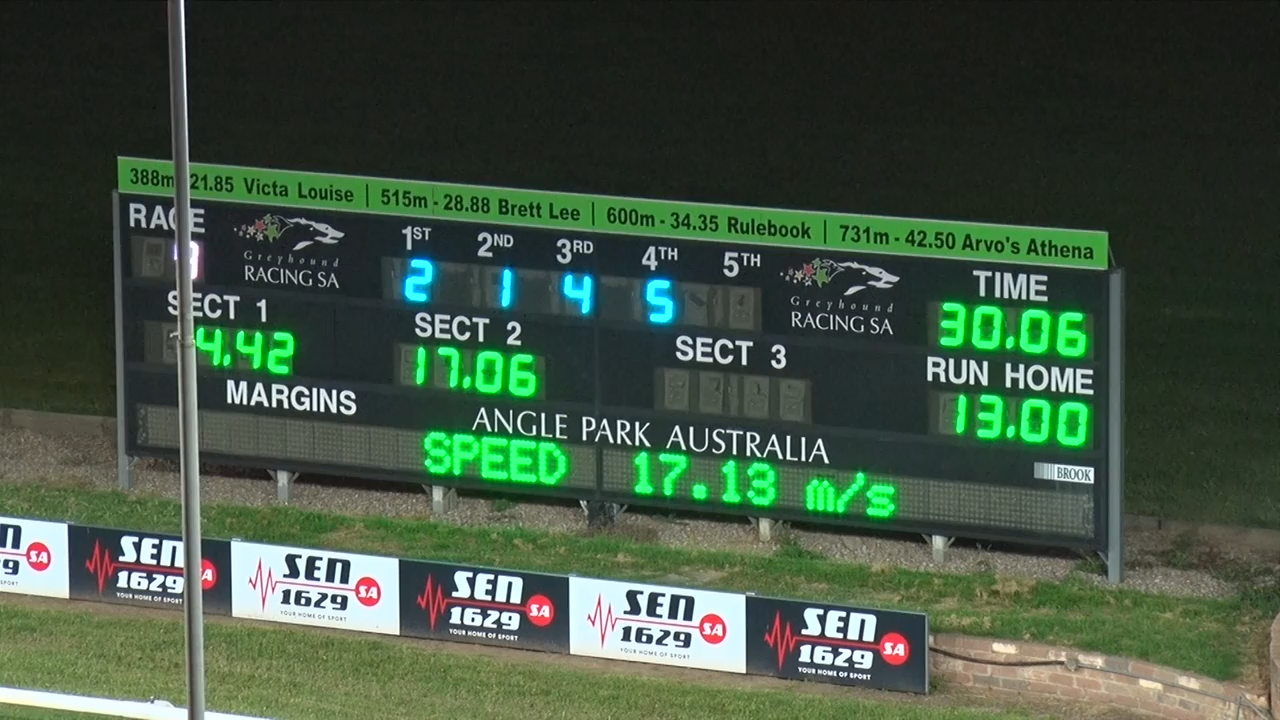 388m 21.85 Victa Louise | 515m - 28.88 Brett Lee | 600m - 34.35 Rulebook | 731m - 42.50 Arvo's Athena
RACE
Greyhound
RACING SA
1ST 2ND 3RD 4TH 5TH
2 1 4 5
Greyhound
RACING SA
TIME
30.06
SECT 1
4.42
SECT 2
17.06
SECT 3
RUN HOME
13.00
MARGINS
ANGLE PARK AUSTRALIA
SPEED 17.13 m/s
BROOK
9 SA
SPORT
SEN
1629 SA
YOUR HOME OF
SEN
1629 SA
YOUR HOME OF SPORT
SEN
1629 SA
YOUR HOME OF SPORT
SEN
1629 SA
YOUR HOME OF SPORT
SEN
1629 SA
YOUR HOME OF SPORT